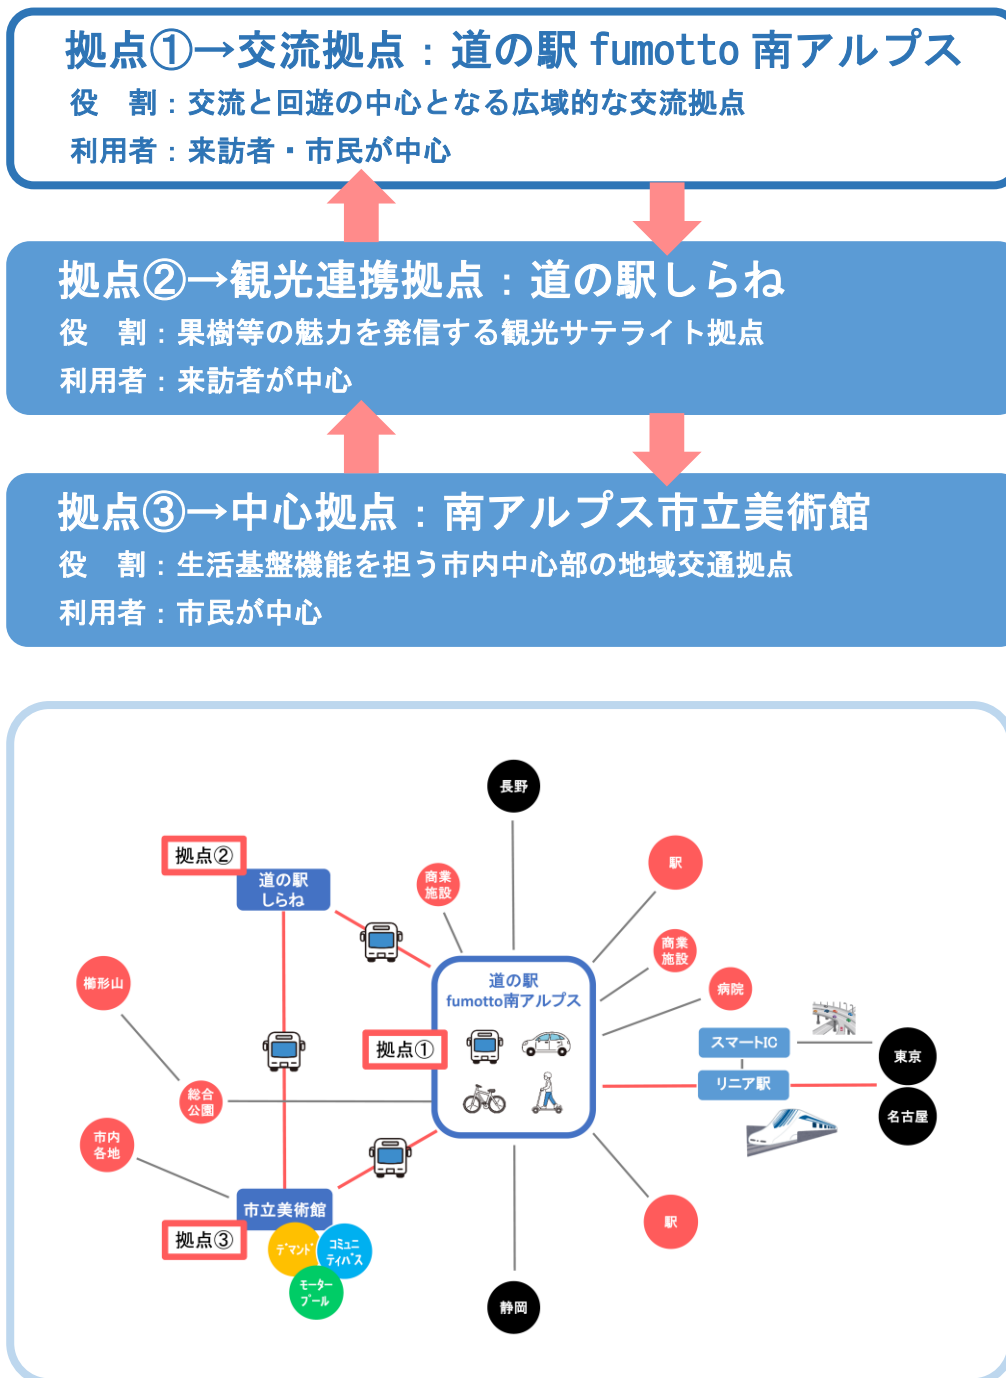 拠点①→交流拠点：道の駅 fumotto 南アルプス
役　割：交流と回遊の中心となる広域的な交流拠点
利用者：来訪者・市民が中心
拠点②→観光連携拠点：道の駅しらね
役　割：果樹等の魅力を発信する観光サテライト拠点
利用者：来訪者が中心
拠点③→中心拠点：南アルプス市立美術館
役　割：生活基盤機能を担う市内中心部の地域交通拠点
利用者：市民が中心
長野
拠点②
道の駅
しらね
商業
施設
駅
商業
施設
病院
櫛形山
道の駅
fumotto南アルプス
拠点①
スマートIC
リニア駅
東京
名古屋
総合
公園
市内
各地
市立美術館
拠点③
デマンド
コミュニ
ティバス
モーター
プール
駅
静岡